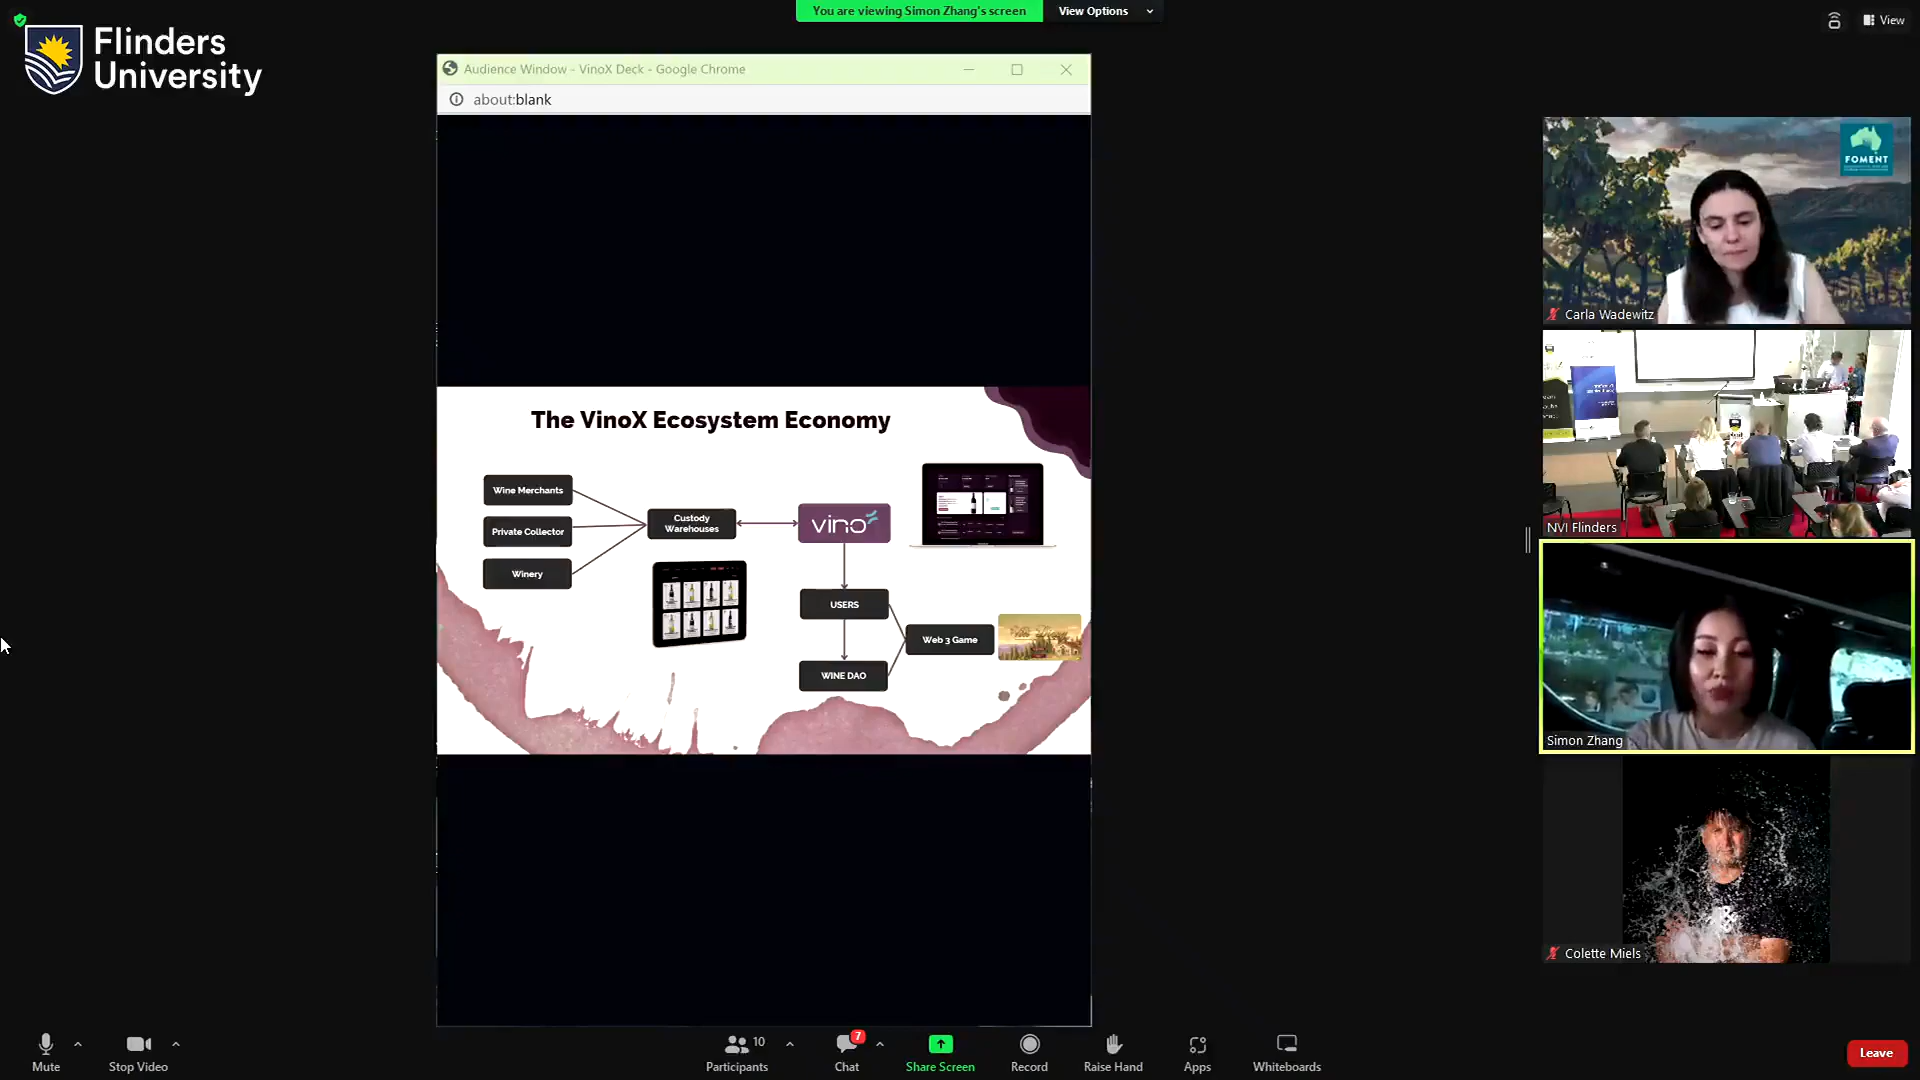 You are viewing Simon Zhang's screen
View Options
View
Flinders
University
Audience Window - VinoX Deck - Google Chrome
about:blank
The VinoX Ecosystem Economy
Wine Merchants
Private Collector
Winery
Custody
Warehouses
vino
USERS
WINE DAO
Web 3 Game
FOMENT
Carla Wadewitz
NVI Flinders
Simon Zhang
Colette Miels
Mute
Stop Video
Participants
10
Chat
7
Share Screen
Record
Raise Hand
Apps
Whiteboards
Leave